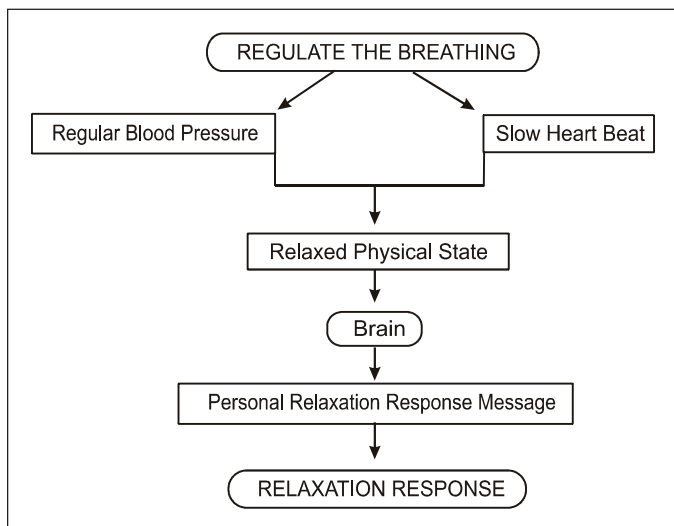 REGULATE THE BREATHING
Regular Blood Pressure
Slow Heart Beat
Relaxed Physical State
Brain
Personal Relaxation Response Message
RELAXATION RESPONSE